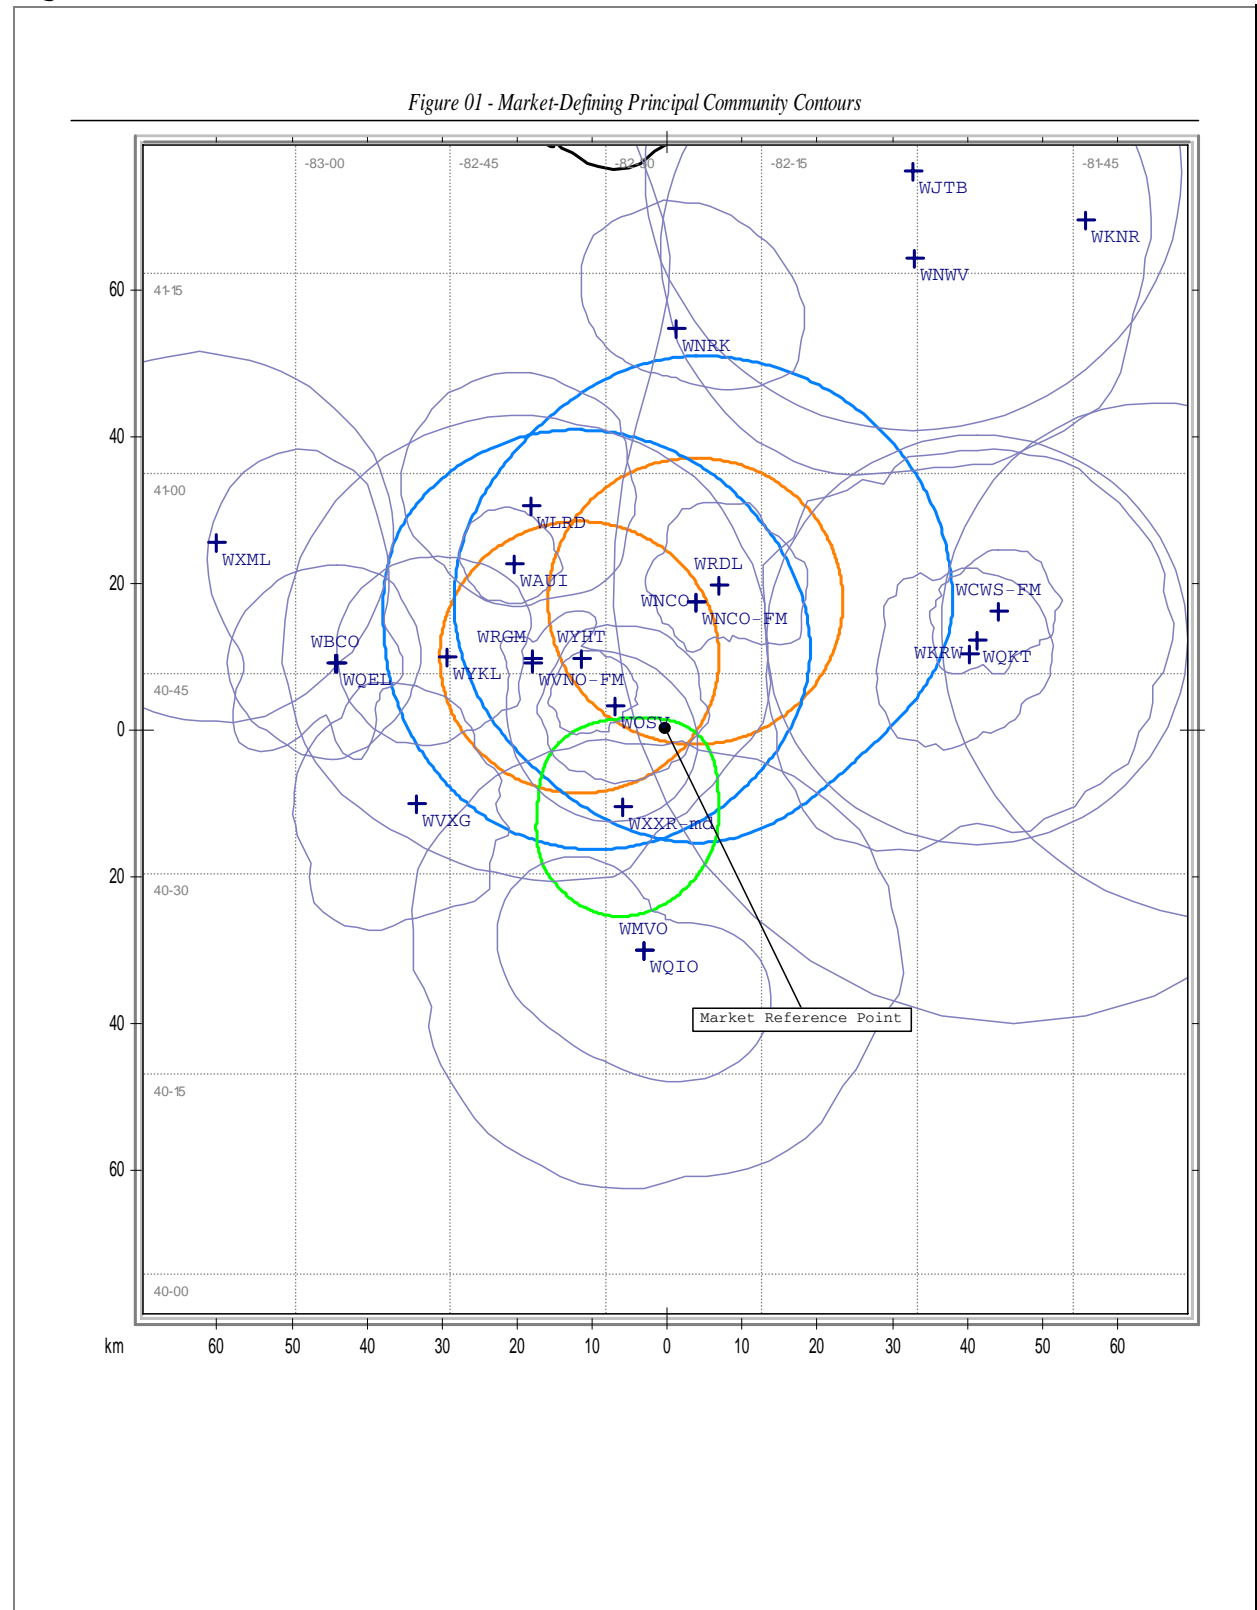 Figure 01 - Market-Defining Principal Community Contours
-83-00 -82-45 -82-30 -82-15 -81-45
WJTB
WKNR
WNWV
60
41-15
WNRK
40
41-00
WLRD
WXML
20
WAUI
WRDL
WCWS-FM
WNCO
WNCO-FM
WBCO
WRGM
WYHT
WKRW
WQKT
WQEL
WYKL
WVNO-FM
40-45
0
WOSV
WVXG
WXXR-md
20
40-30
WMVO
WQIO
40
Market Reference Point
40-15
60
40-00
km 60 50 40 30 20 10 0 10 20 30 40 50 60